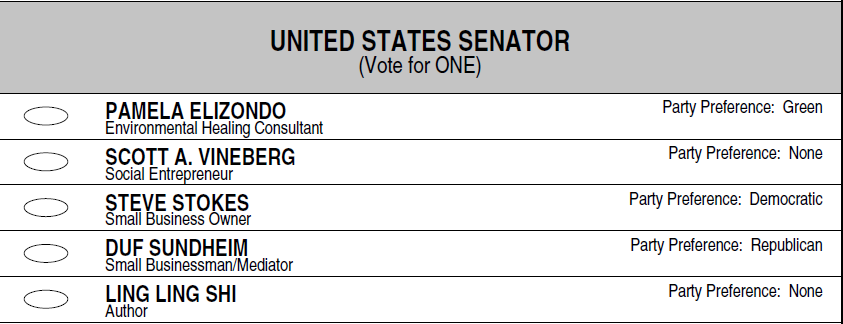 UNITED STATES SENATOR
(Vote for ONE)
PAMELA ELIZONDO Party Preference: Green
Environmental Healing Consultant
SCOTT A. VINEBERG Party Preference: None
Social Entrepreneur
STEVE STOKES Party Preference: Democratic
Small Business Owner
DUF SUNDHEIM Party Preference: Republican
Small Businessman/Mediator
LING LING SHI Party Preference: None
Author